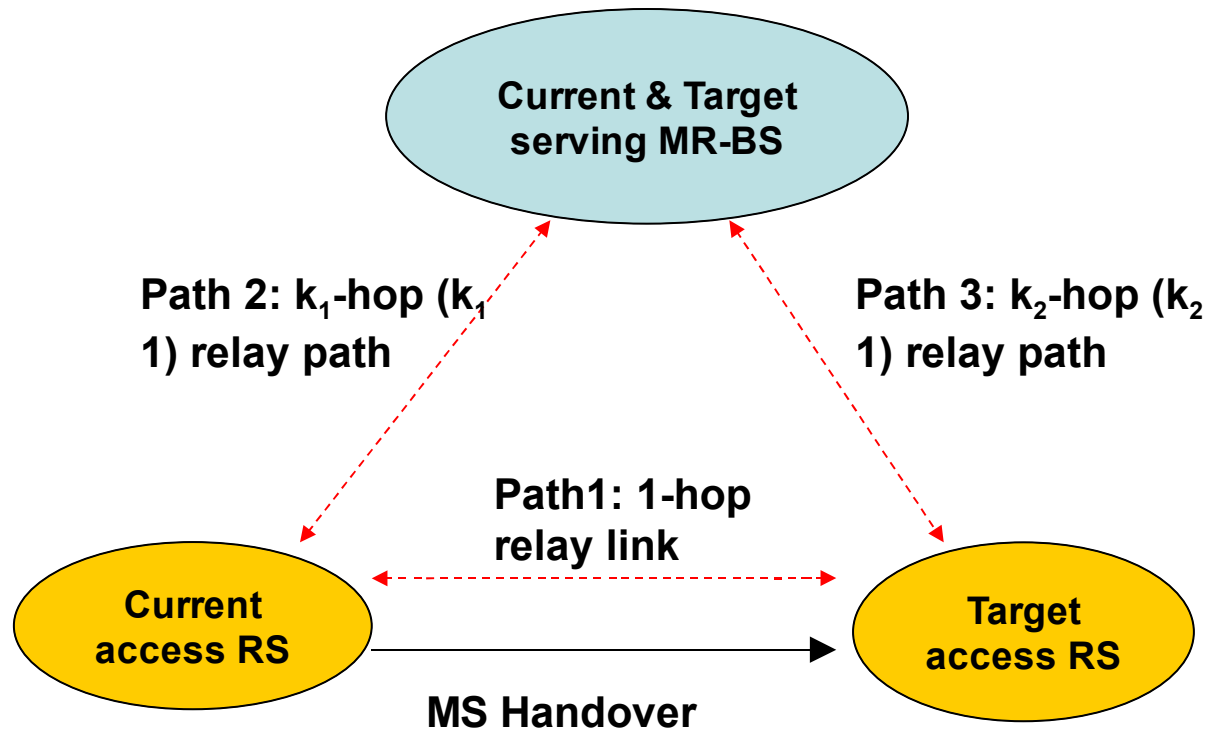 Current & Target
serving MR-BS
Path 2: k₁-hop (k₁
1) relay path
Path 3: k₂-hop (k₂
1) relay path
Path1: 1-hop
relay link
Current
access RS
Target
access RS
MS Handover